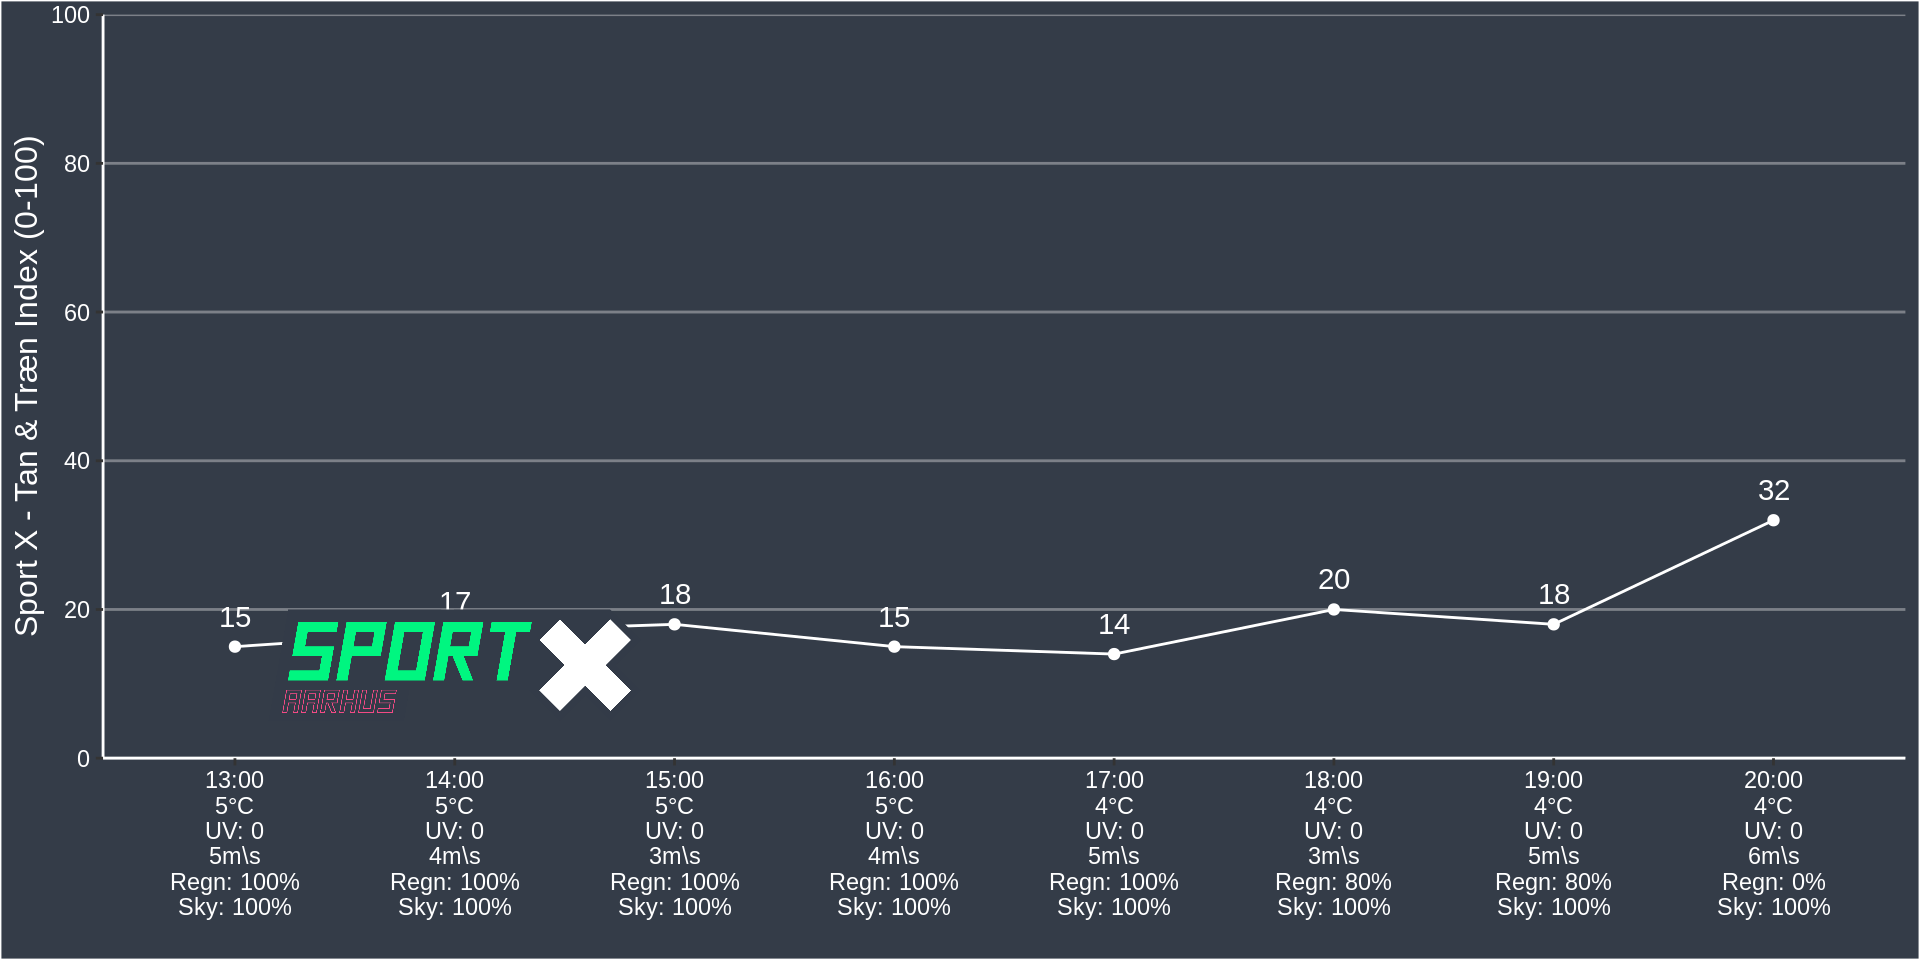 Sport X - Tan & Træn Index (0-100)
100
80
60
40
20
0
15
17
18
15
14
20
18
32
SPORT X
AARHUS
13:00
5°C
UV: 0
5m\s
Regn: 100%
Sky: 100%
14:00
5°C
UV: 0
4m\s
Regn: 100%
Sky: 100%
15:00
5°C
UV: 0
3m\s
Regn: 100%
Sky: 100%
16:00
5°C
UV: 0
4m\s
Regn: 100%
Sky: 100%
17:00
4°C
UV: 0
5m\s
Regn: 100%
Sky: 100%
18:00
4°C
UV: 0
3m\s
Regn: 80%
Sky: 100%
19:00
4°C
UV: 0
5m\s
Regn: 80%
Sky: 100%
20:00
4°C
UV: 0
6m\s
Regn: 0%
Sky: 100%